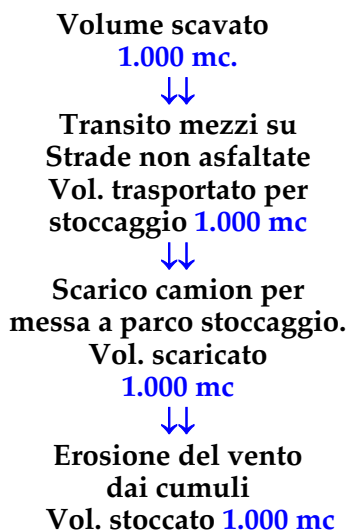 Volume scavato
1.000 mc.
↓↓
Transito mezzi su
Strade non asfaltate
Vol. trasportato per
stoccaggio 1.000 mc
↓↓
Scarico camion per
messa a parco stoccaggio.
Vol. scaricato
1.000 mc
↓↓
Erosione del vento
dai cumuli
Vol. stoccato 1.000 mc